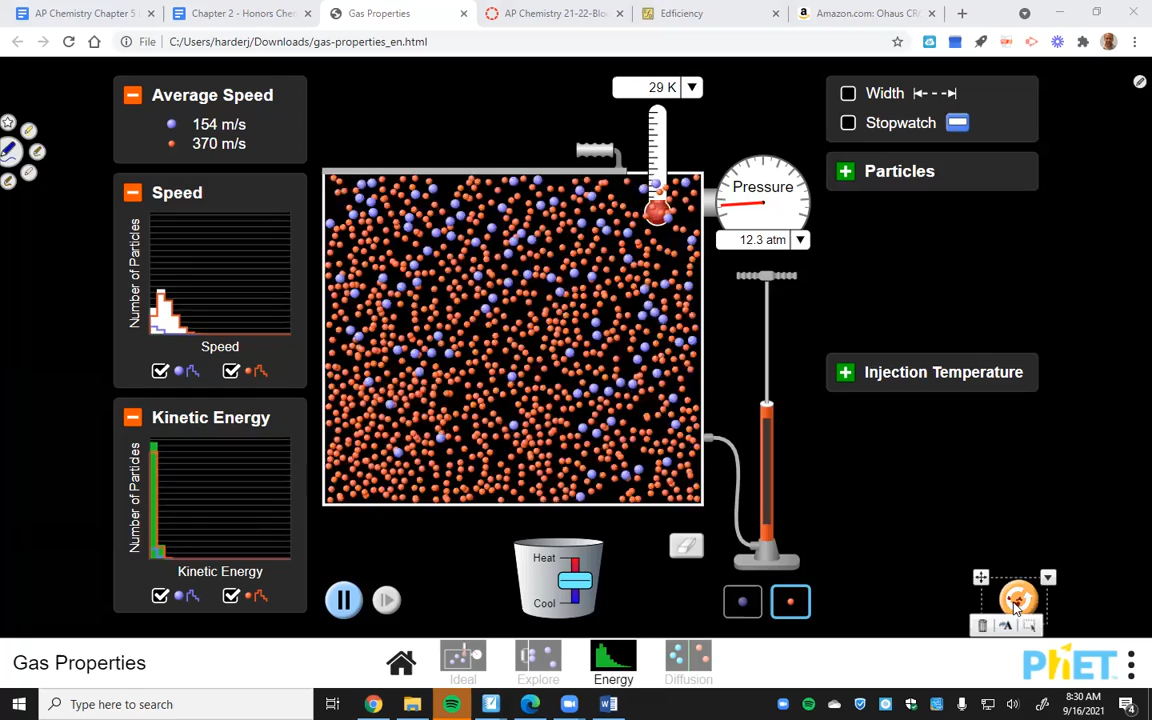 AP Chemistry Chapter 5
Chapter 2 - Honors Che
Gas Properties
AP Chemistry 21-22-Blo
Edficiency
Amazon.com: Ohaus CR
File
C:/Users/harderj/Downloads/gas-properties_en.html
Average Speed
154 m/s
370 m/s
29 K
Width
Stopwatch
Particles
Pressure
12.3 atm
Speed
Number of Particles
Speed
Injection Temperature
Kinetic Energy
Number of Particles
Kinetic Energy
Heat
Cool
Gas Properties
Ideal
Explore
Energy
Diffusion
PhET
Type here to search
8:30 AM
9/16/2021
4